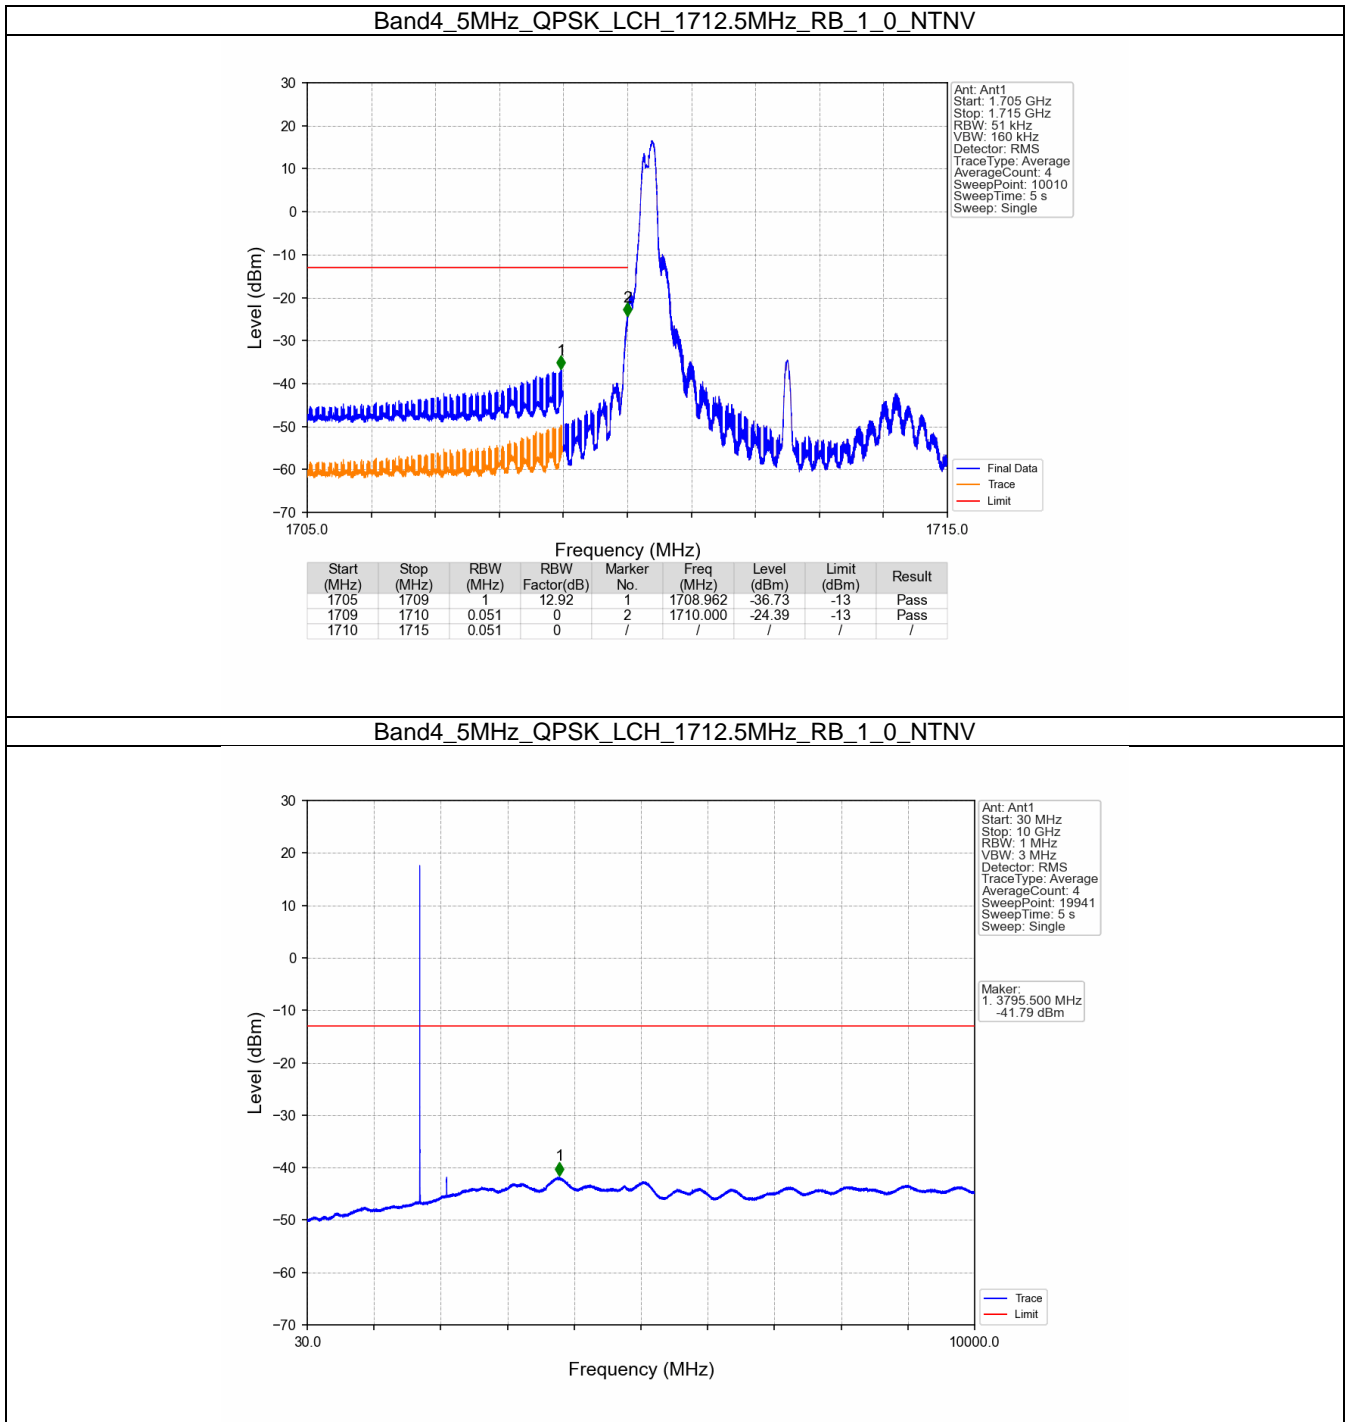 Band4_5MHz_QPSK_LCH_1712.5MHz_RB_1_0_NTNV
30
20
10
0
−10
−20
−30
−40
−50
−60
−70
Level (dBm)
1
2
1705.0
1715.0
Frequency (MHz)
Ant: Ant1
Start: 1.705 GHz
Stop: 1.715 GHz
RBW: 51 kHz
VBW: 160 kHz
Detector: RMS
TraceType: Average
AverageCount: 4
SweepPoint: 10010
SweepTime: 5 s
Sweep: Single
Final Data
Trace
Limit
Start (MHz) Stop (MHz) RBW (MHz) RBW Factor(dB) Marker No. Freq (MHz) Level (dBm) Limit (dBm) Result
1705 1709 1 12.92 1 1708.962 -36.73 -13 Pass
1709 1710 0.051 0 2 1710.000 -24.39 -13 Pass
1710 1715 0.051 0 / / / / /
Band4_5MHz_QPSK_LCH_1712.5MHz_RB_1_0_NTNV
30
20
10
0
−10
−20
−30
−40
−50
−60
−70
Level (dBm)
1
30.0
10000.0
Frequency (MHz)
Ant: Ant1
Start: 30 MHz
Stop: 10 GHz
RBW: 1 MHz
VBW: 3 MHz
Detector: RMS
TraceType: Average
AverageCount: 4
SweepPoint: 19941
SweepTime: 5 s
Sweep: Single
Maker:
1. 3795.500 MHz
-41.79 dBm
Trace
Limit